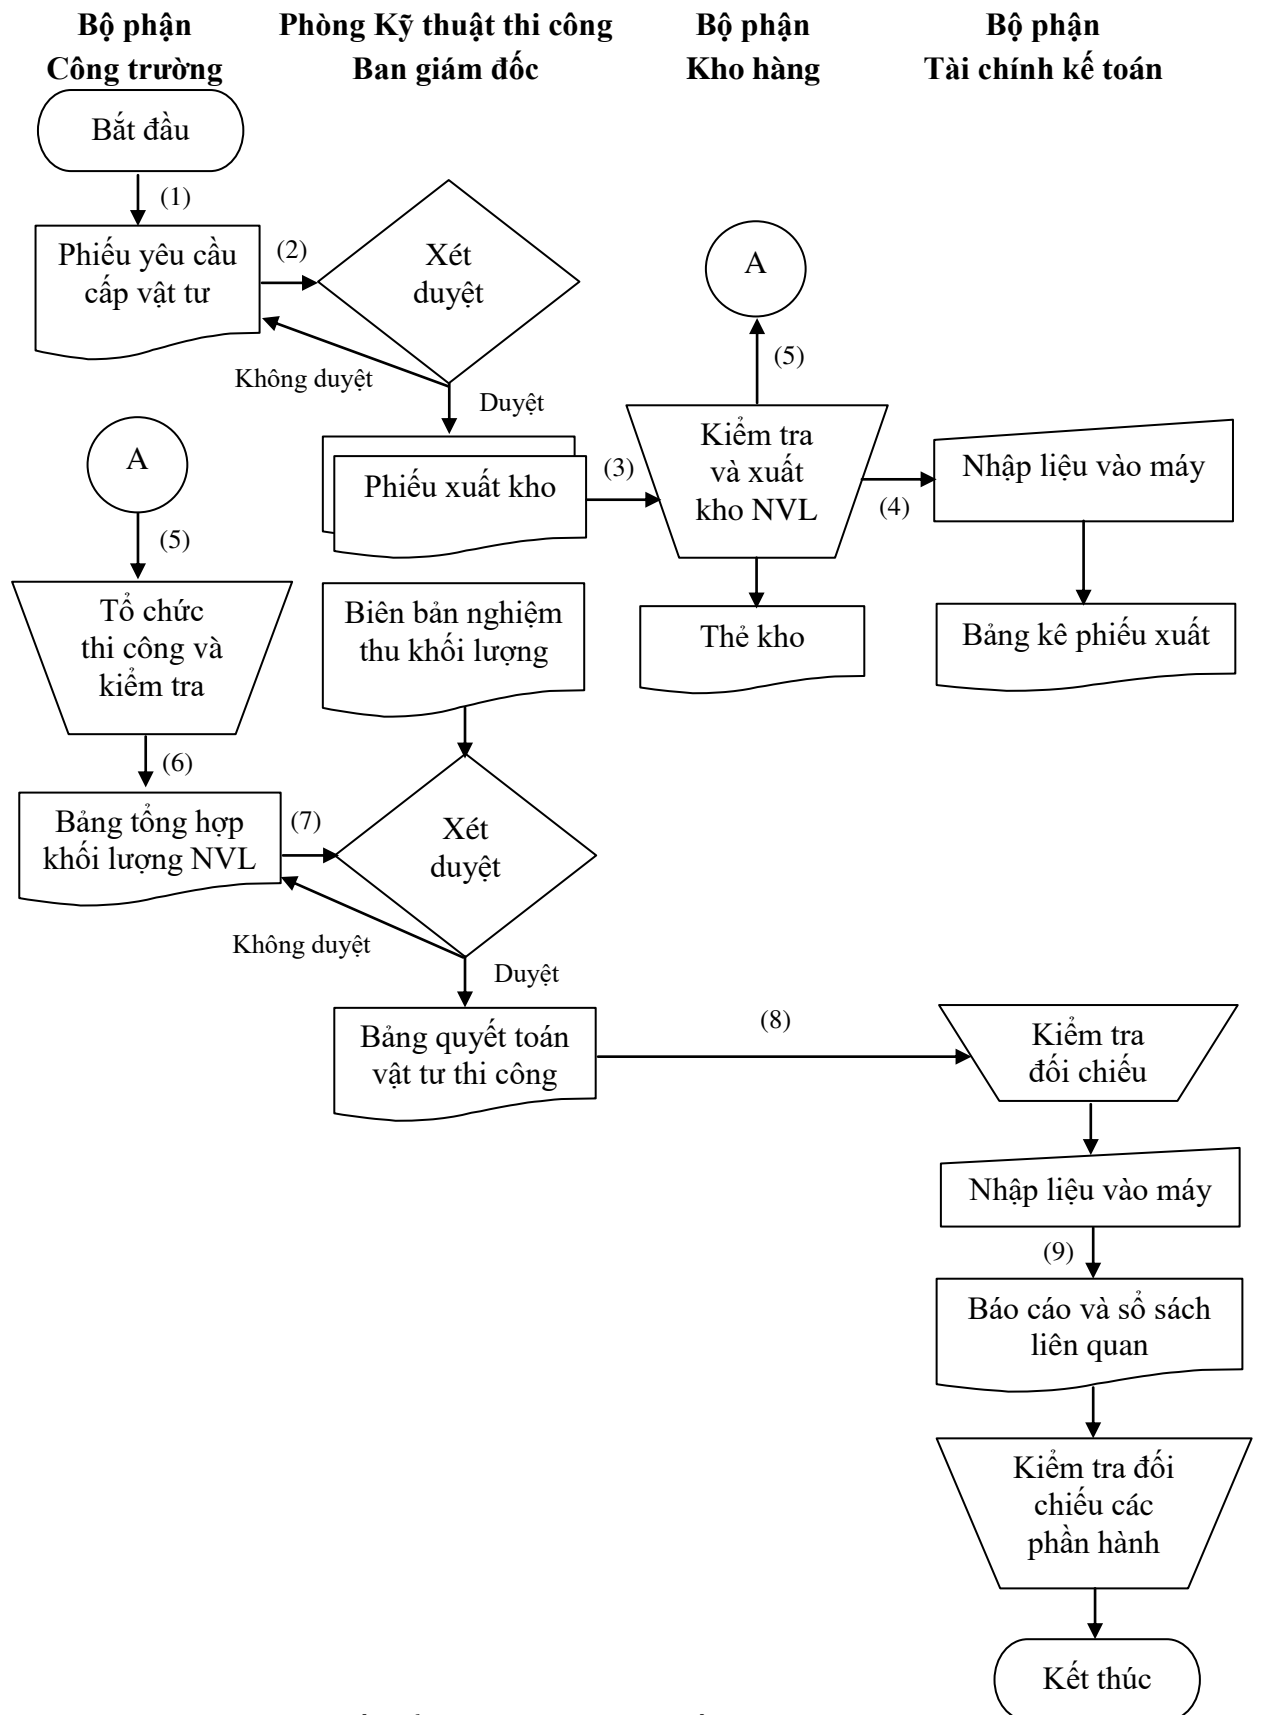 Bộ phận
Công trường
Phòng Kỹ thuật thi công
Ban giám đốc
Bộ phận
Kho hàng
Bộ phận
Tài chính kế toán
Bắt đầu
(1)
Phiếu yêu cầu
cấp vật tư
(2)
Xét
duyệt
A
(5)
Không duyệt
Duyệt
A
Phiếu xuất kho
(3)
Kiểm tra
và xuất
kho NVL
(4)
Nhập liệu vào máy
(5)
Tổ chức
thi công và
kiểm tra
Biên bản nghiệm
thu khối lượng
Thẻ kho
Bảng kê phiếu xuất
(6)
Bảng tổng hợp
khối lượng NVL
(7)
Xét
duyệt
Không duyệt
Duyệt
Bảng quyết toán
vật tư thi công
(8)
Kiểm tra
đối chiếu
Nhập liệu vào máy
(9)
Báo cáo và sổ sách
liên quan
Kiểm tra đối
chiếu các
phần hành
Kết thúc